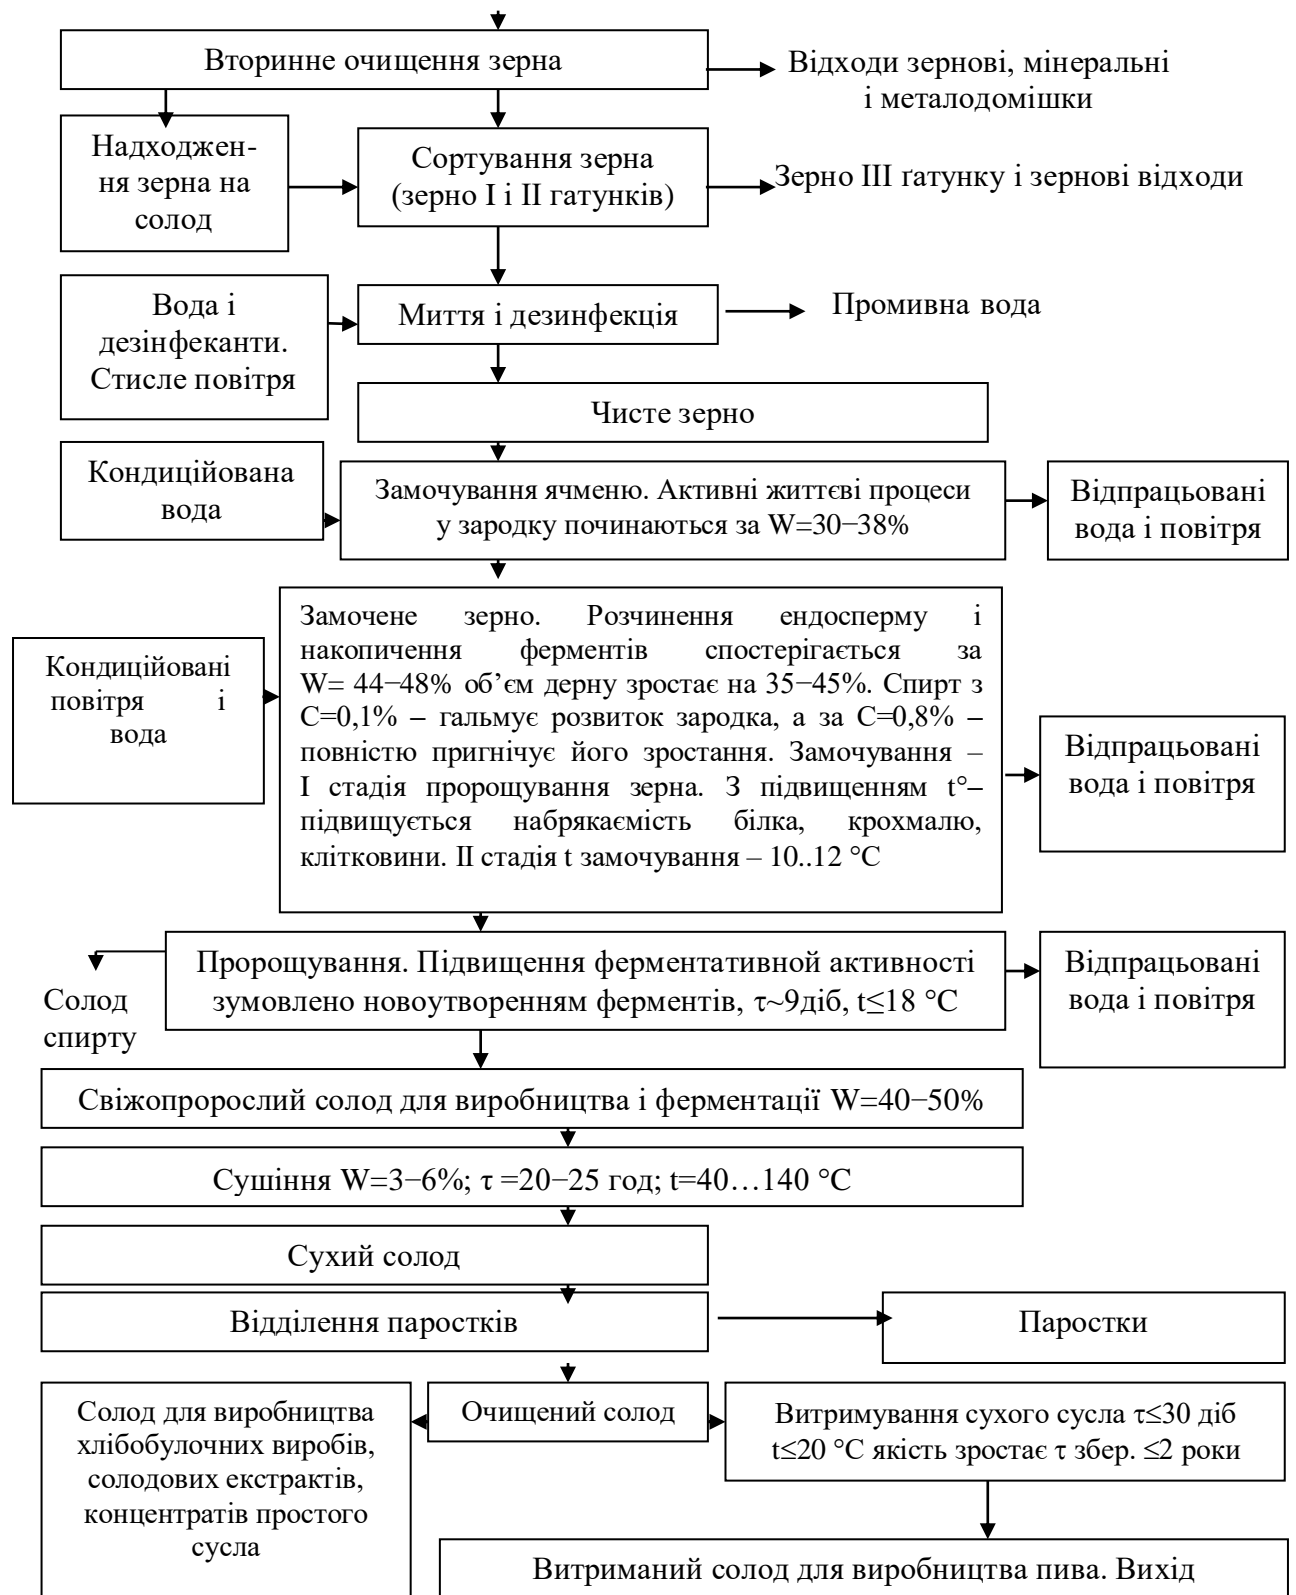 Вторинне очищення зерна
Відходи зернові, мінеральні
і металодомішки
Надходжен-
ня зерна на
солод
Сортування зерна
(зерно І і ІІ гатунків)
Зерно ІІІ ґатунку і зернові відходи
Вода і
дезінфеканти.
Стисле повітря
Миття і дезинфекція
Промивна вода
Чисте зерно
Кондиційована
вода
Замочування ячменю. Активні життєві процеси
у зародку починаються за W=30−38%
Відпрацьовані
вода і повітря
Кондиційовані
повітря і
вода
Замочене зерно. Розчинення ендосперму і
накопичення ферментів спостерігається за
W= 44−48% об’єм дерну зростає на 35−45%. Спирт з
С=0,1% – гальмує розвиток зародка, а за С=0,8% –
повністю пригнічує його зростання. Замочування –
І стадія пророщування зерна. З підвищенням t°–
підвищується набрякаємість білка, крохмалю,
клітковини. ІІ стадія t замочування – 10..12 °С
Відпрацьовані
вода і повітря
Солод
спирту
Пророщування. Підвищення ферментативной активності
зумовлено новоутворенням ферментів, τ~9діб, t≤18 °С
Відпрацьовані
вода і повітря
Свіжопророслий солод для виробництва і ферментації W=40−50%
Сушіння W=3−6%; τ =20−25 год; t=40…140 °С
Сухий солод
Відділення паростків
Паростки
Солод для виробництва
хлібобулочних виробів,
солодових екстрактів,
концентратів простого
сусла
Очищений солод
Витримування сухого сусла τ≤30 діб
t≤20 °С якість зростає τ збер. ≤2 роки
Витриманий солод для виробництва пива. Вихід